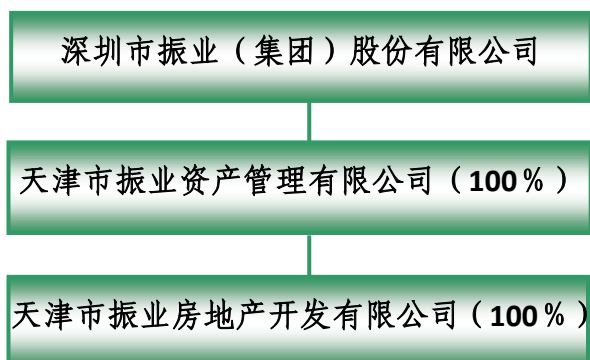 深圳市振业（集团）股份有限公司
天津市振业资产管理有限公司（100%）
天津市振业房地产开发有限公司（100%）